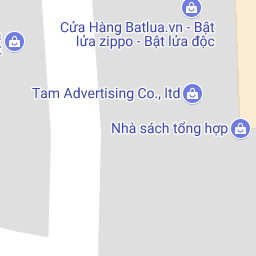 Cửa Hàng Batlua.vn - Bật
lửa zippo - Bật lửa độc
Tam Advertising Co., ltd
Nhà sách tổng hợp